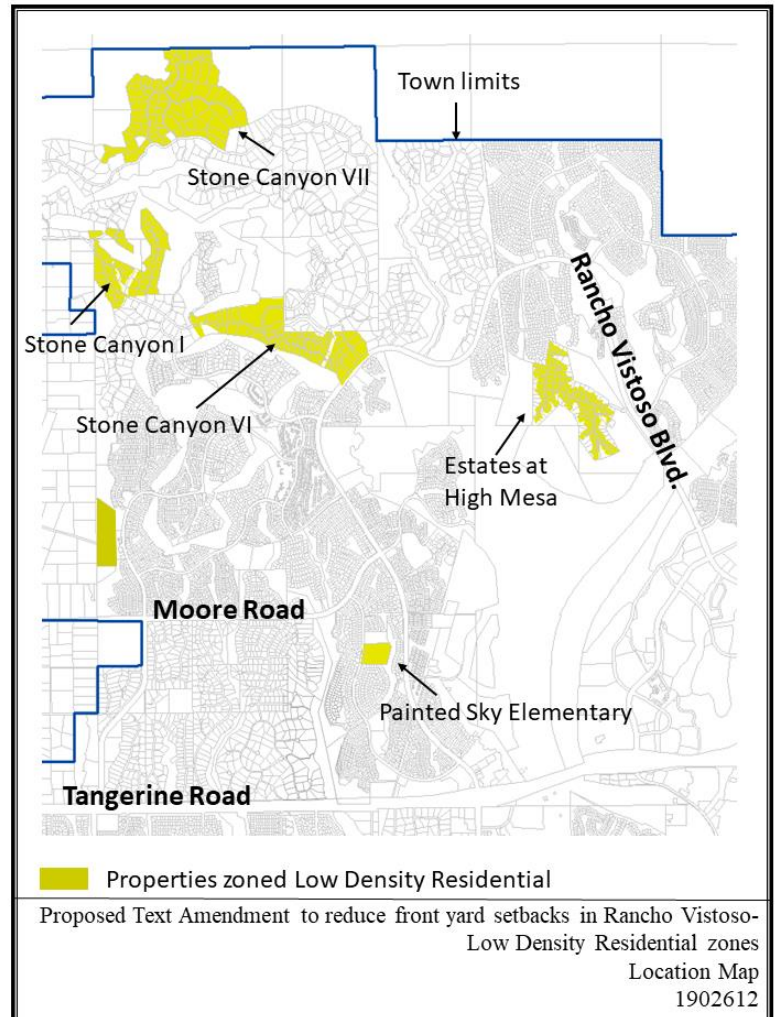 Town limits
Stone Canyon VII
Rancho Vistoso Blvd.
Stone Canyon I
Stone Canyon VI
Estates at
High Mesa
Moore Road
Painted Sky Elementary
Tangerine Road
Properties zoned Low Density Residential
Proposed Text Amendment to reduce front yard setbacks in Rancho Vistoso-
Low Density Residential zones
Location Map
1902612